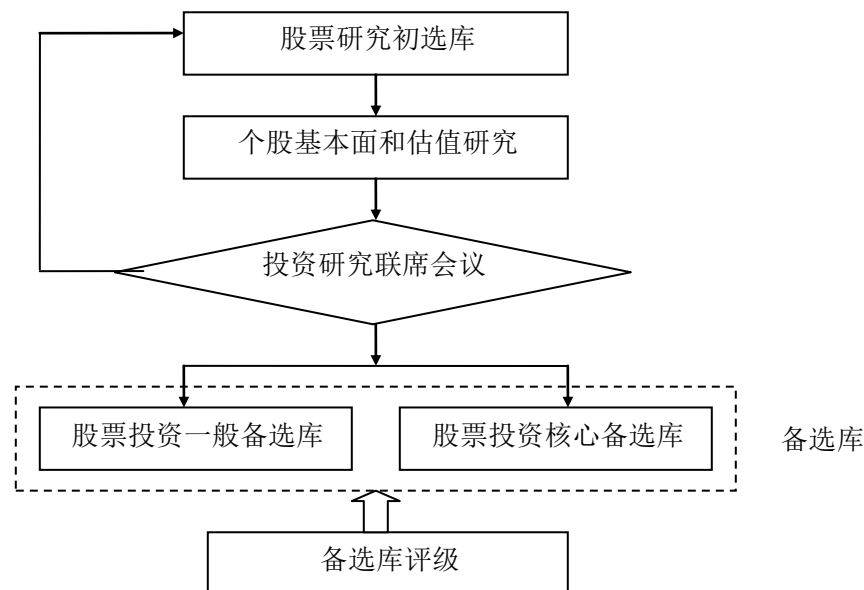 股票研究初选库
个股基本面和估值研究
投资研究联席会议
股票投资一般备选库
股票投资核心备选库
备选库
备选库评级